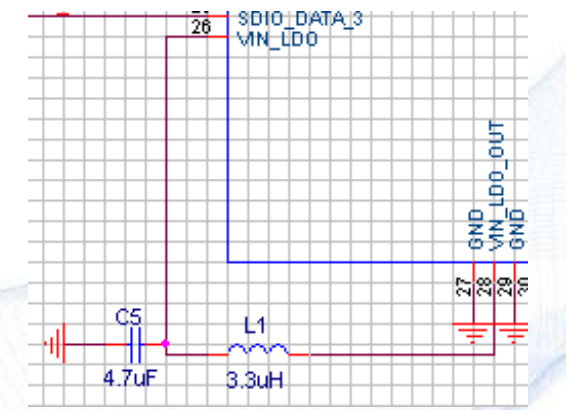 SDIO_DATA_3
26
VIN_LDO
GND
VIN_LDO_OUT
GND
27
28
29
30
C5
4.7uF
L1
3.3uH